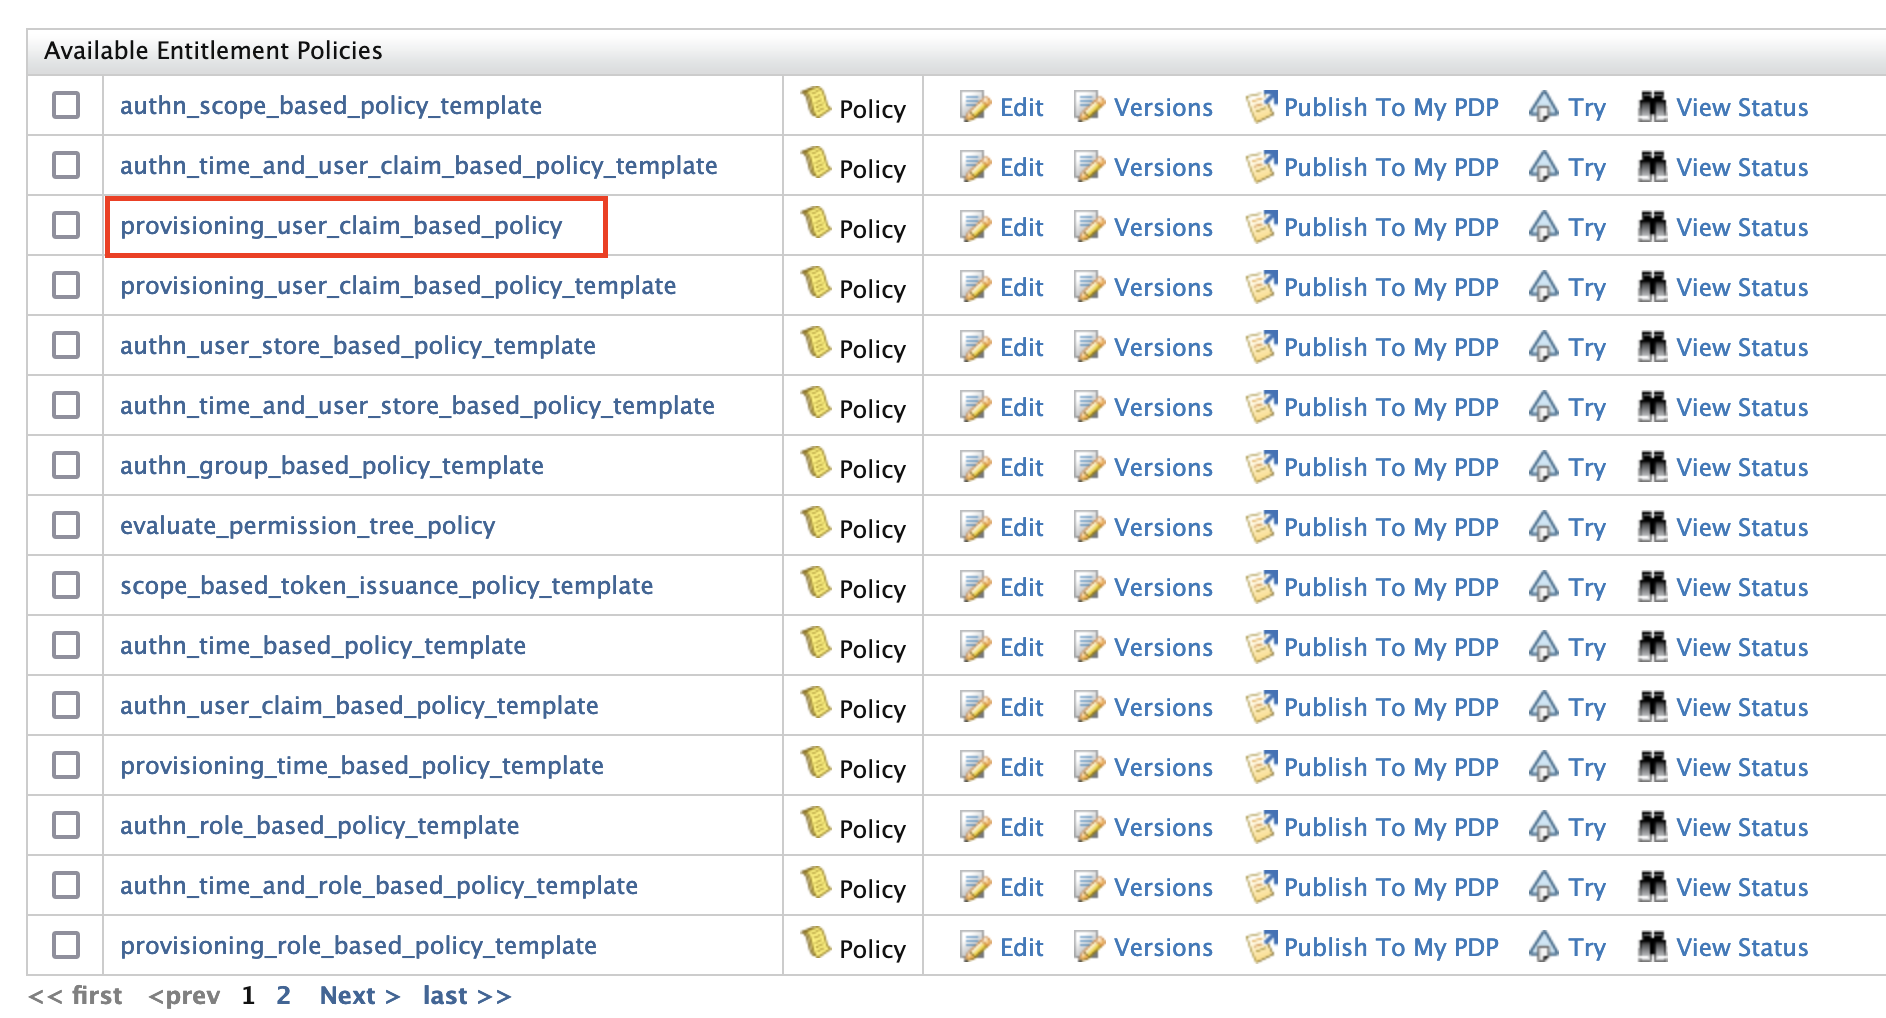 Available Entitlement Policies
authn_scope_based_policy_template Policy Edit Versions Publish To My PDP Try View Status
authn_time_and_user_claim_based_policy_template Policy Edit Versions Publish To My PDP Try View Status
provisioning_user_claim_based_policy Policy Edit Versions Publish To My PDP Try View Status
provisioning_user_claim_based_policy_template Policy Edit Versions Publish To My PDP Try View Status
authn_user_store_based_policy_template Policy Edit Versions Publish To My PDP Try View Status
authn_time_and_user_store_based_policy_template Policy Edit Versions Publish To My PDP Try View Status
authn_group_based_policy_template Policy Edit Versions Publish To My PDP Try View Status
evaluate_permission_tree_policy Policy Edit Versions Publish To My PDP Try View Status
scope_based_token_issuance_policy_template Policy Edit Versions Publish To My PDP Try View Status
authn_time_based_policy_template Policy Edit Versions Publish To My PDP Try View Status
authn_user_claim_based_policy_template Policy Edit Versions Publish To My PDP Try View Status
provisioning_time_based_policy_template Policy Edit Versions Publish To My PDP Try View Status
authn_role_based_policy_template Policy Edit Versions Publish To My PDP Try View Status
authn_time_and_role_based_policy_template Policy Edit Versions Publish To My PDP Try View Status
provisioning_role_based_policy_template Policy Edit Versions Publish To My PDP Try View Status
<< first <prev 1 2 Next > last >>